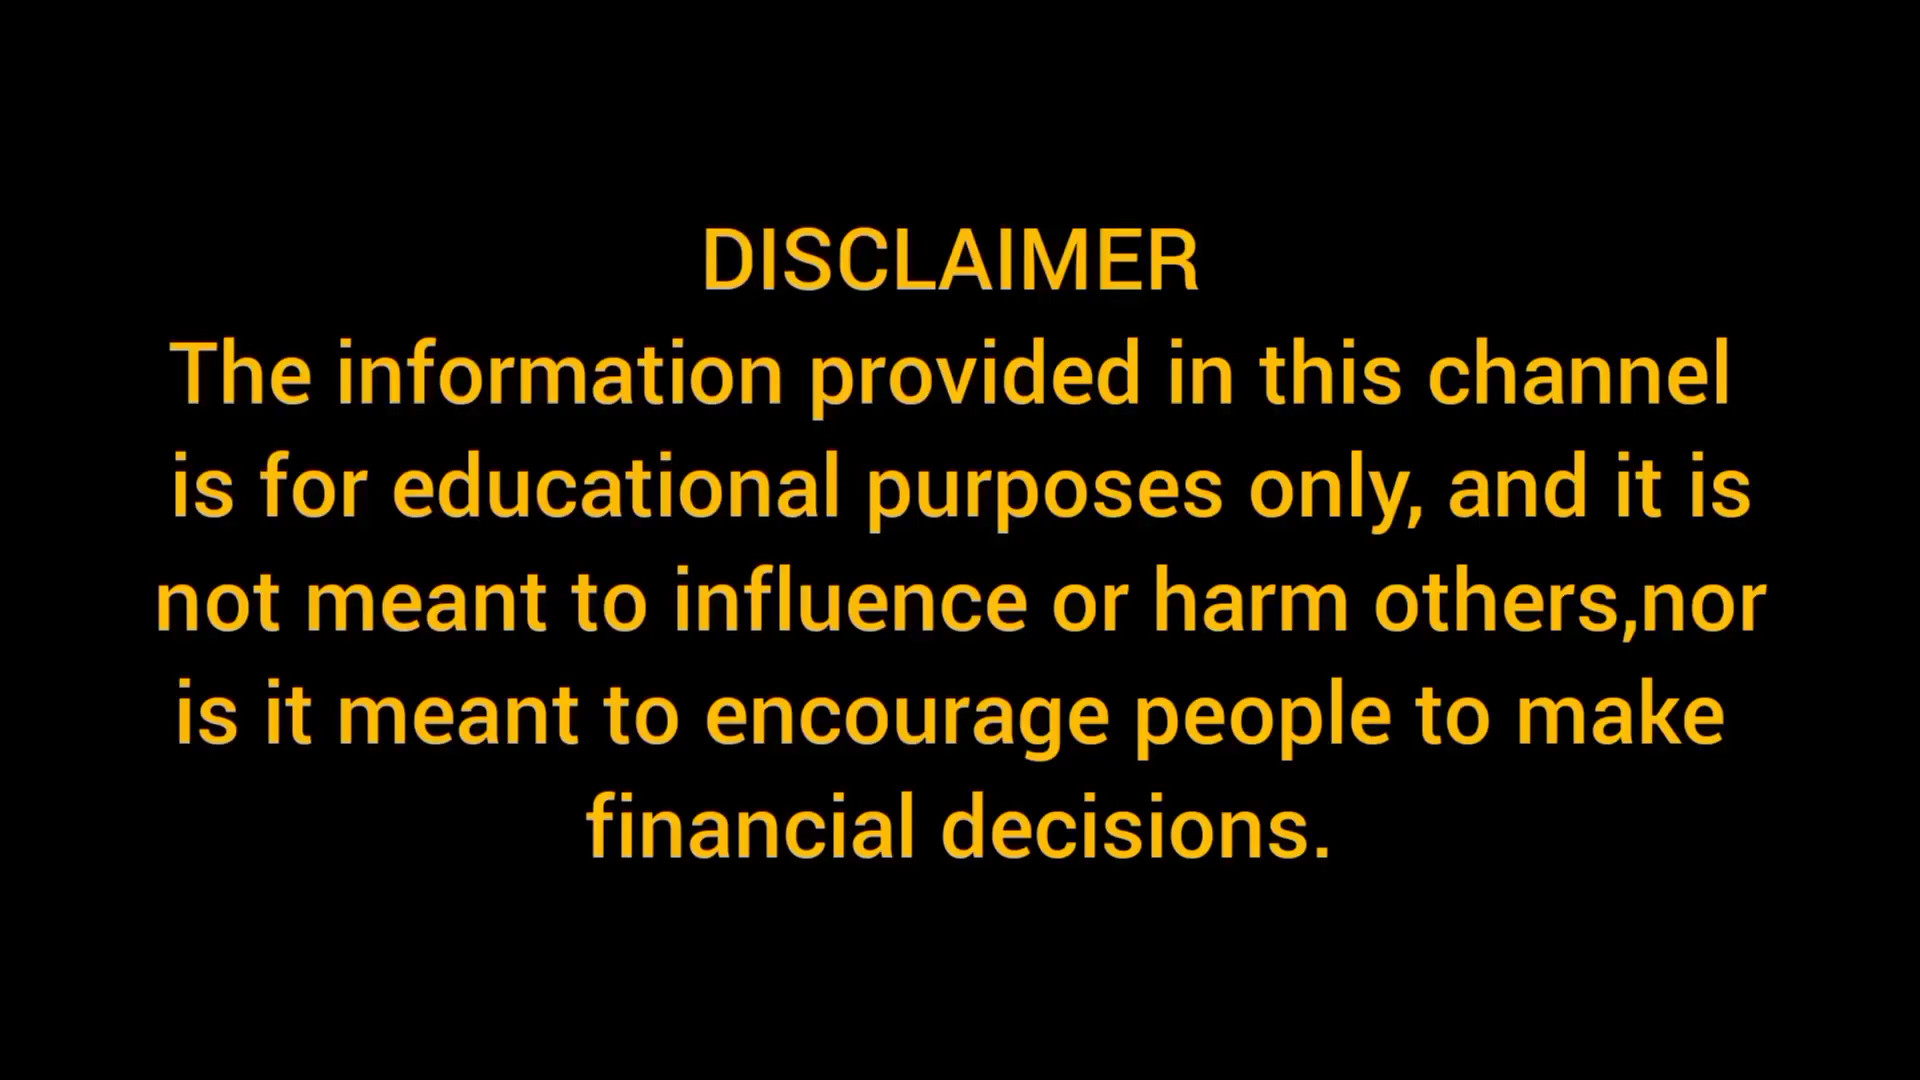 DISCLAIMER
The information provided in this channel
is for educational purposes only, and it is
not meant to influence or harm others,nor
is it meant to encourage people to make
financial decisions.